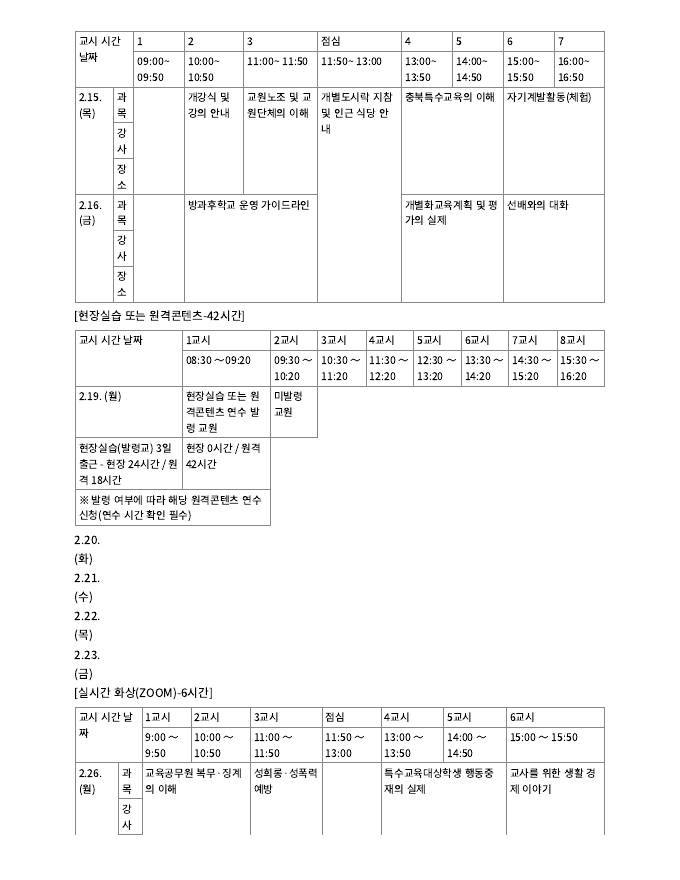 교시 시간 1 2 3 점심 4 5 6 7
날짜
09:00~ 10:00~ 11:00~ 11:50 11:50~ 13:00 13:00~ 14:00~ 15:00~ 16:00~
09:50 10:50 13:50 14:50 15:50 16:50
2.15. 과 개강식 및 교원노조 및 교 개별도시락 지참 충북특수교육의 이해 자기계발활동(체험)
(목) 목 강의 안내 원단체의 이해 및 인근 식당 안
내
강
사
장
소
2.16. 과 방과후학교 운영 가이드라인 개별화교육계획 및 평 선배와의 대화
(금) 목 가의 실제
강
사
장
소
[현장실습 또는 원격콘텐츠-42시간]
교시 시간 날짜 1교시 2교시 3교시 4교시 5교시 6교시 7교시 8교시
08:30 ～09:20 09:30 ～ 10:30 ～ 11:30 ～ 12:30 ～ 13:30 ～ 14:30 ～ 15:30 ～
10:20 11:20 12:20 13:20 14:20 15:20 16:20
2.19. (월) 현장실습 또는 원 미발령
격콘텐츠 연수 발 교원
령 교원
현장실습(발령교) 3일 현장 0시간 / 원격
출근 - 현장 24시간 / 원 42시간
격 18시간
※ 발령 여부에 따라 해당 원격콘텐츠 연수
신청(연수 시간 확인 필수)
2.20.
(화)
2.21.
(수)
2.22.
(목)
2.23.
(금)
[실시간 화상(ZOOM)-6시간]
교시 시간 날 1교시 2교시 3교시 점심 4교시 5교시 6교시
짜
9:00 ～ 10:00 ～ 11:00 ～ 11:50 ～ 13:00 ～ 14:00 ～ 15:00 ～ 15:50
9:50 10:50 11:50 13:00 13:50 14:50
2.26. 과 교육공무원 복무·징계 성희롱·성폭력 특수교육대상학생 행동중 교사를 위한 생활 경
(월) 목 의 이해 예방 재의 실제 제 이야기
강
사